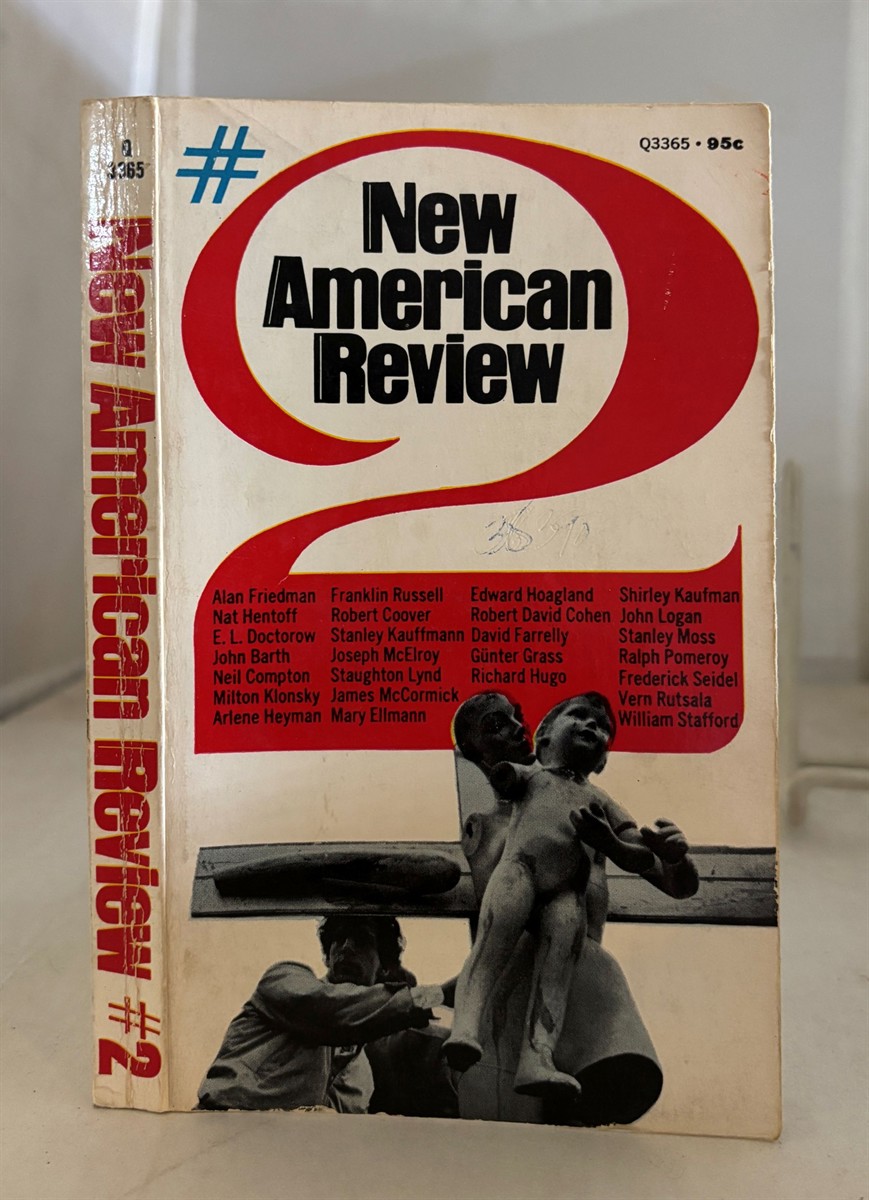 Q
3365
New American Review #2
#2
Q3365 • 95c
New
American
Review
Alan Friedman
Nat Hentoff
E. L. Doctorow
John Barth
Neil Compton
Milton Klonsky
Arlene Heyman
Franklin Russell
Robert Coover
Stanley Kauffmann
Joseph McElroy
Staughton Lynd
James McCormick
Mary Ellmann
Edward Hoagland
Robert David Cohen
David Farrelly
Günter Grass
Richard Hugo
Shirley Kaufman
John Logan
Stanley Moss
Ralph Pomeroy
Frederick Seidel
Vern Rutsala
William Stafford